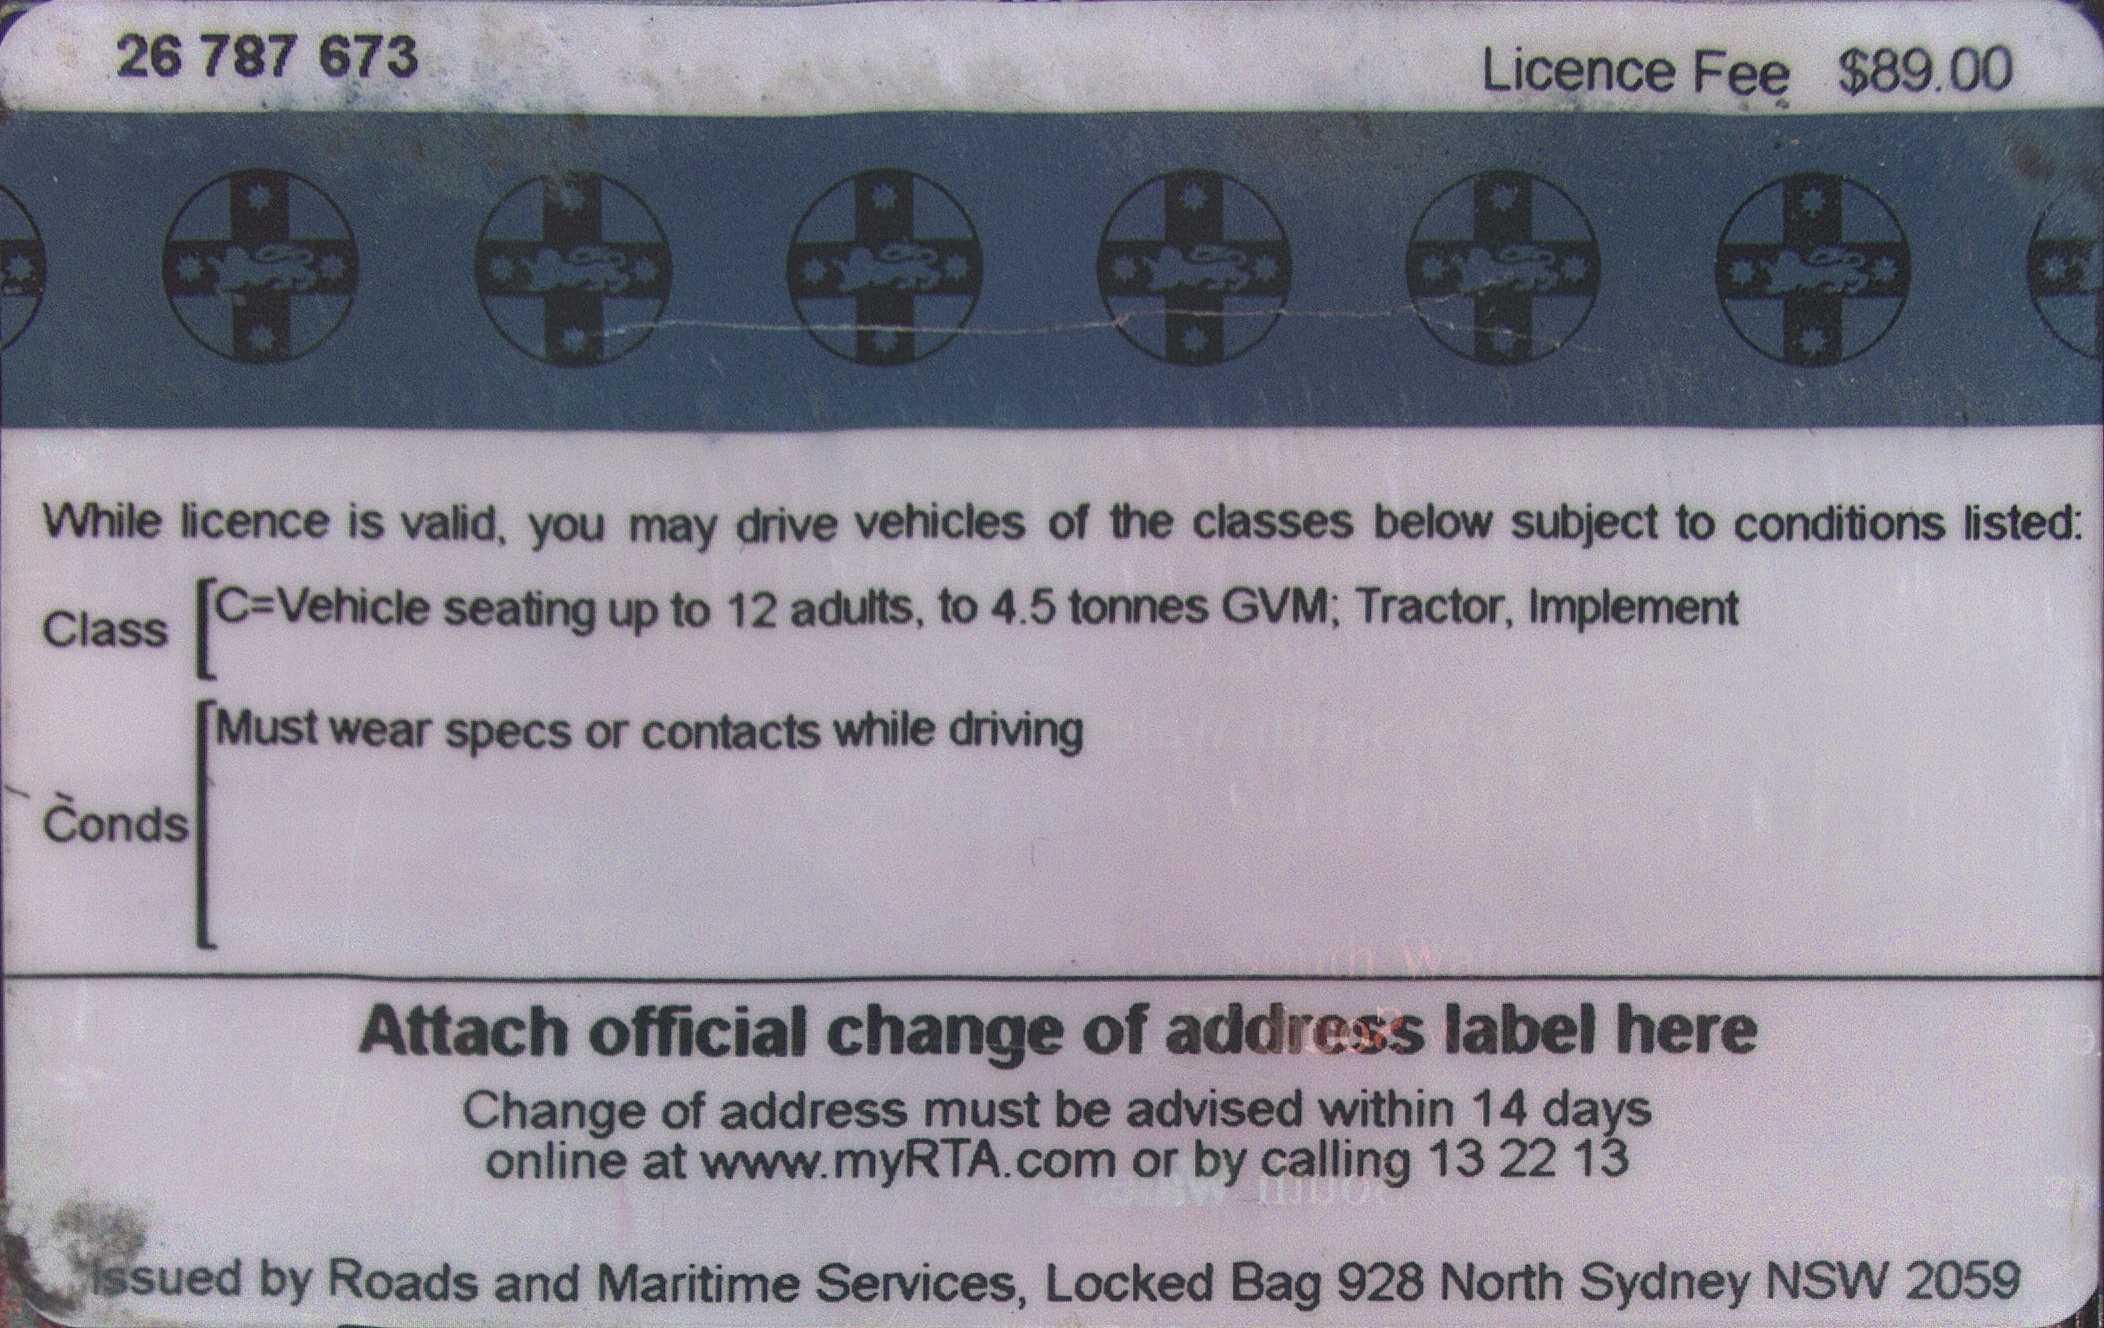 26 787 673
Licence Fee $89.00
While licence is valid, you may drive vehicles of the classes below subject to conditions listed:
Class
C=Vehicle seating up to 12 adults, to 4.5 tonnes GVM; Tractor, Implement
Must wear specs or contacts while driving
Conds
Attach official change of address label here
Change of address must be advised within 14 days
online at www.myRTA.com or by calling 13 22 13
Issued by Roads and Maritime Services, Locked Bag 928 North Sydney NSW 2059